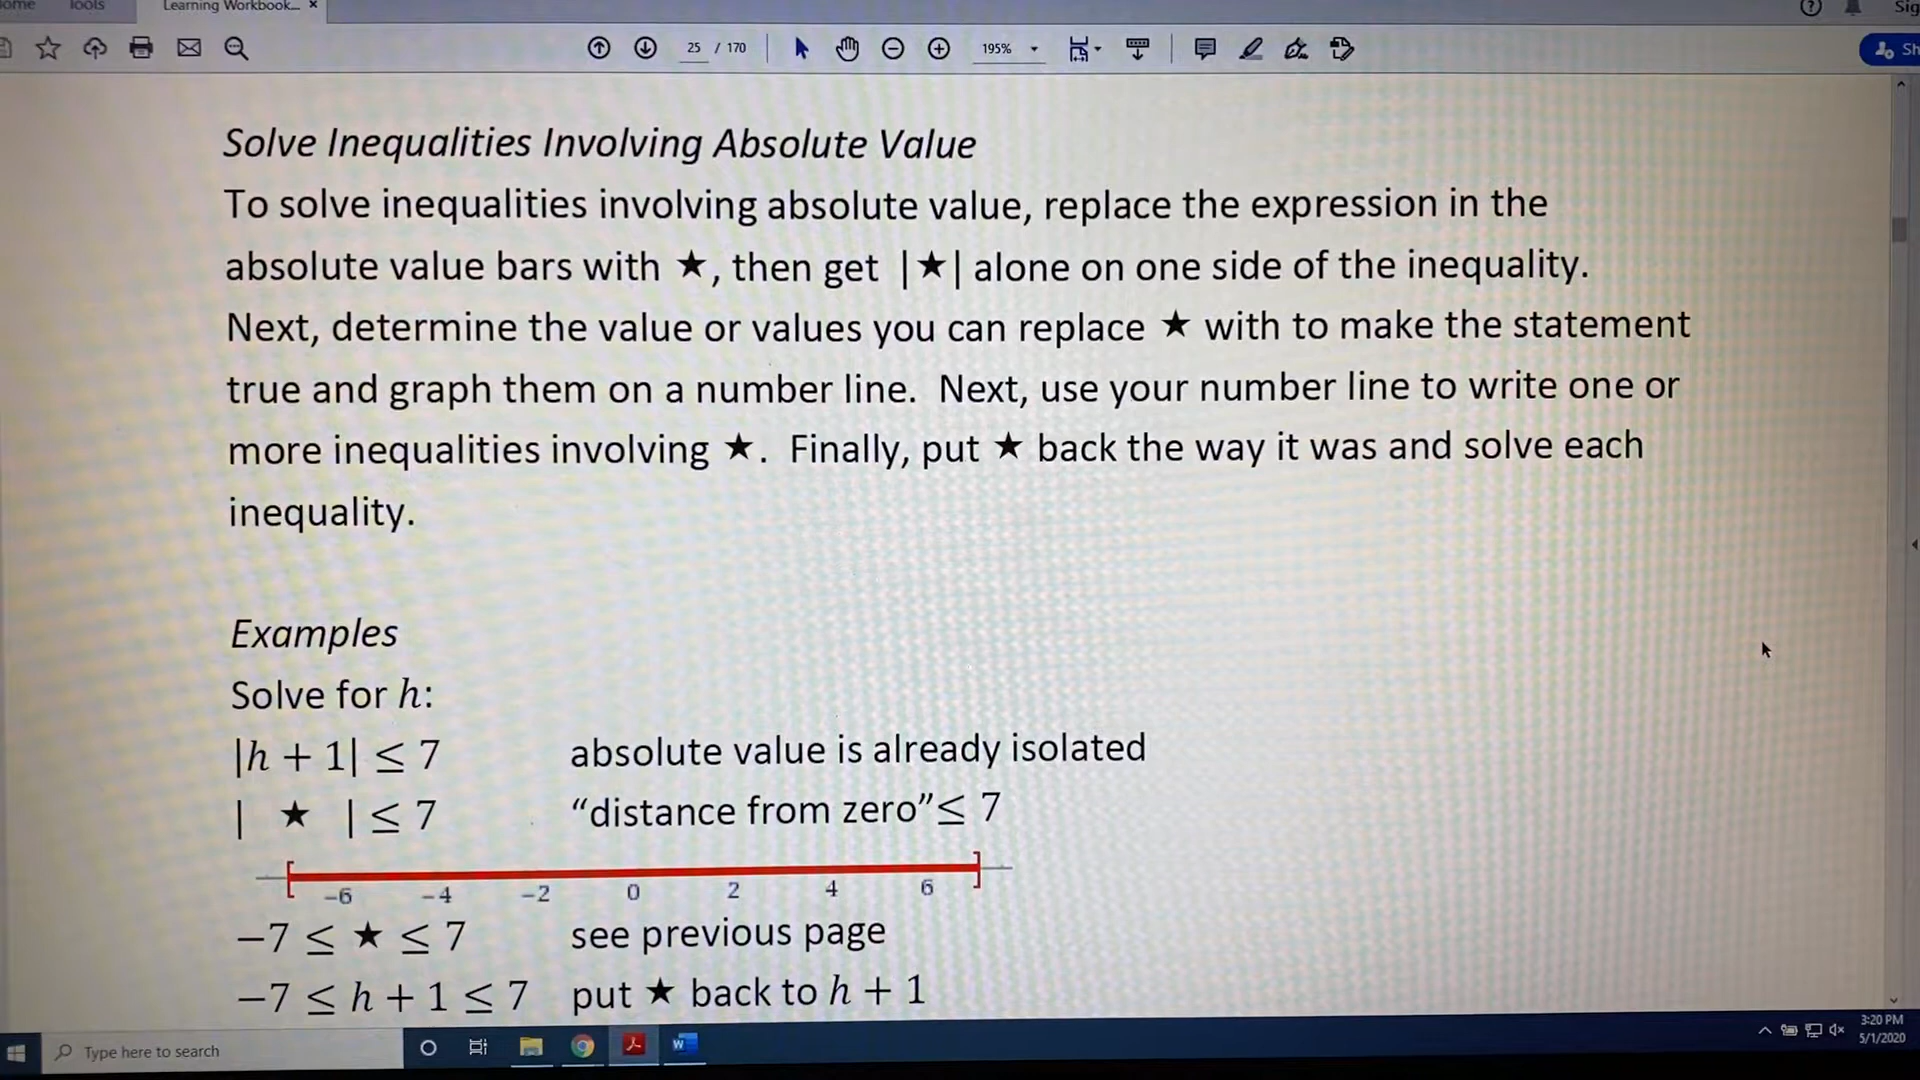 Tools
Learning Workbook... ×
25 / 170
195%
Solve Inequalities Involving Absolute Value
To solve inequalities involving absolute value, replace the expression in the
absolute value bars with ★, then get |★| alone on one side of the inequality.
Next, determine the value or values you can replace ★ with to make the statement
true and graph them on a number line. Next, use your number line to write one or
more inequalities involving ★. Finally, put ★ back the way it was and solve each
inequality.
Examples
Solve for h:
|h + 1| ≤ 7 absolute value is already isolated
| ★ | ≤ 7 “distance from zero”≤ 7
−6 −4 −2 0 2 4 6
−7 ≤ ★ ≤ 7 see previous page
−7 ≤ h + 1 ≤ 7 put ★ back to h + 1
Type here to search
3:20 PM
5/1/2020